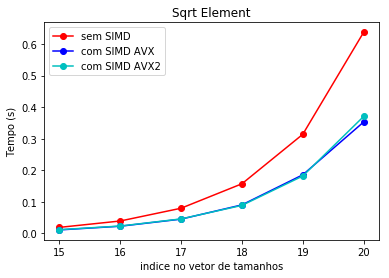 Sqrt Element
sem SIMD
com SIMD AVX
com SIMD AVX2
Tempo (s)
0.6
0.5
0.4
0.3
0.2
0.1
0.0
15 16 17 18 19 20
indice no vetor de tamanhos